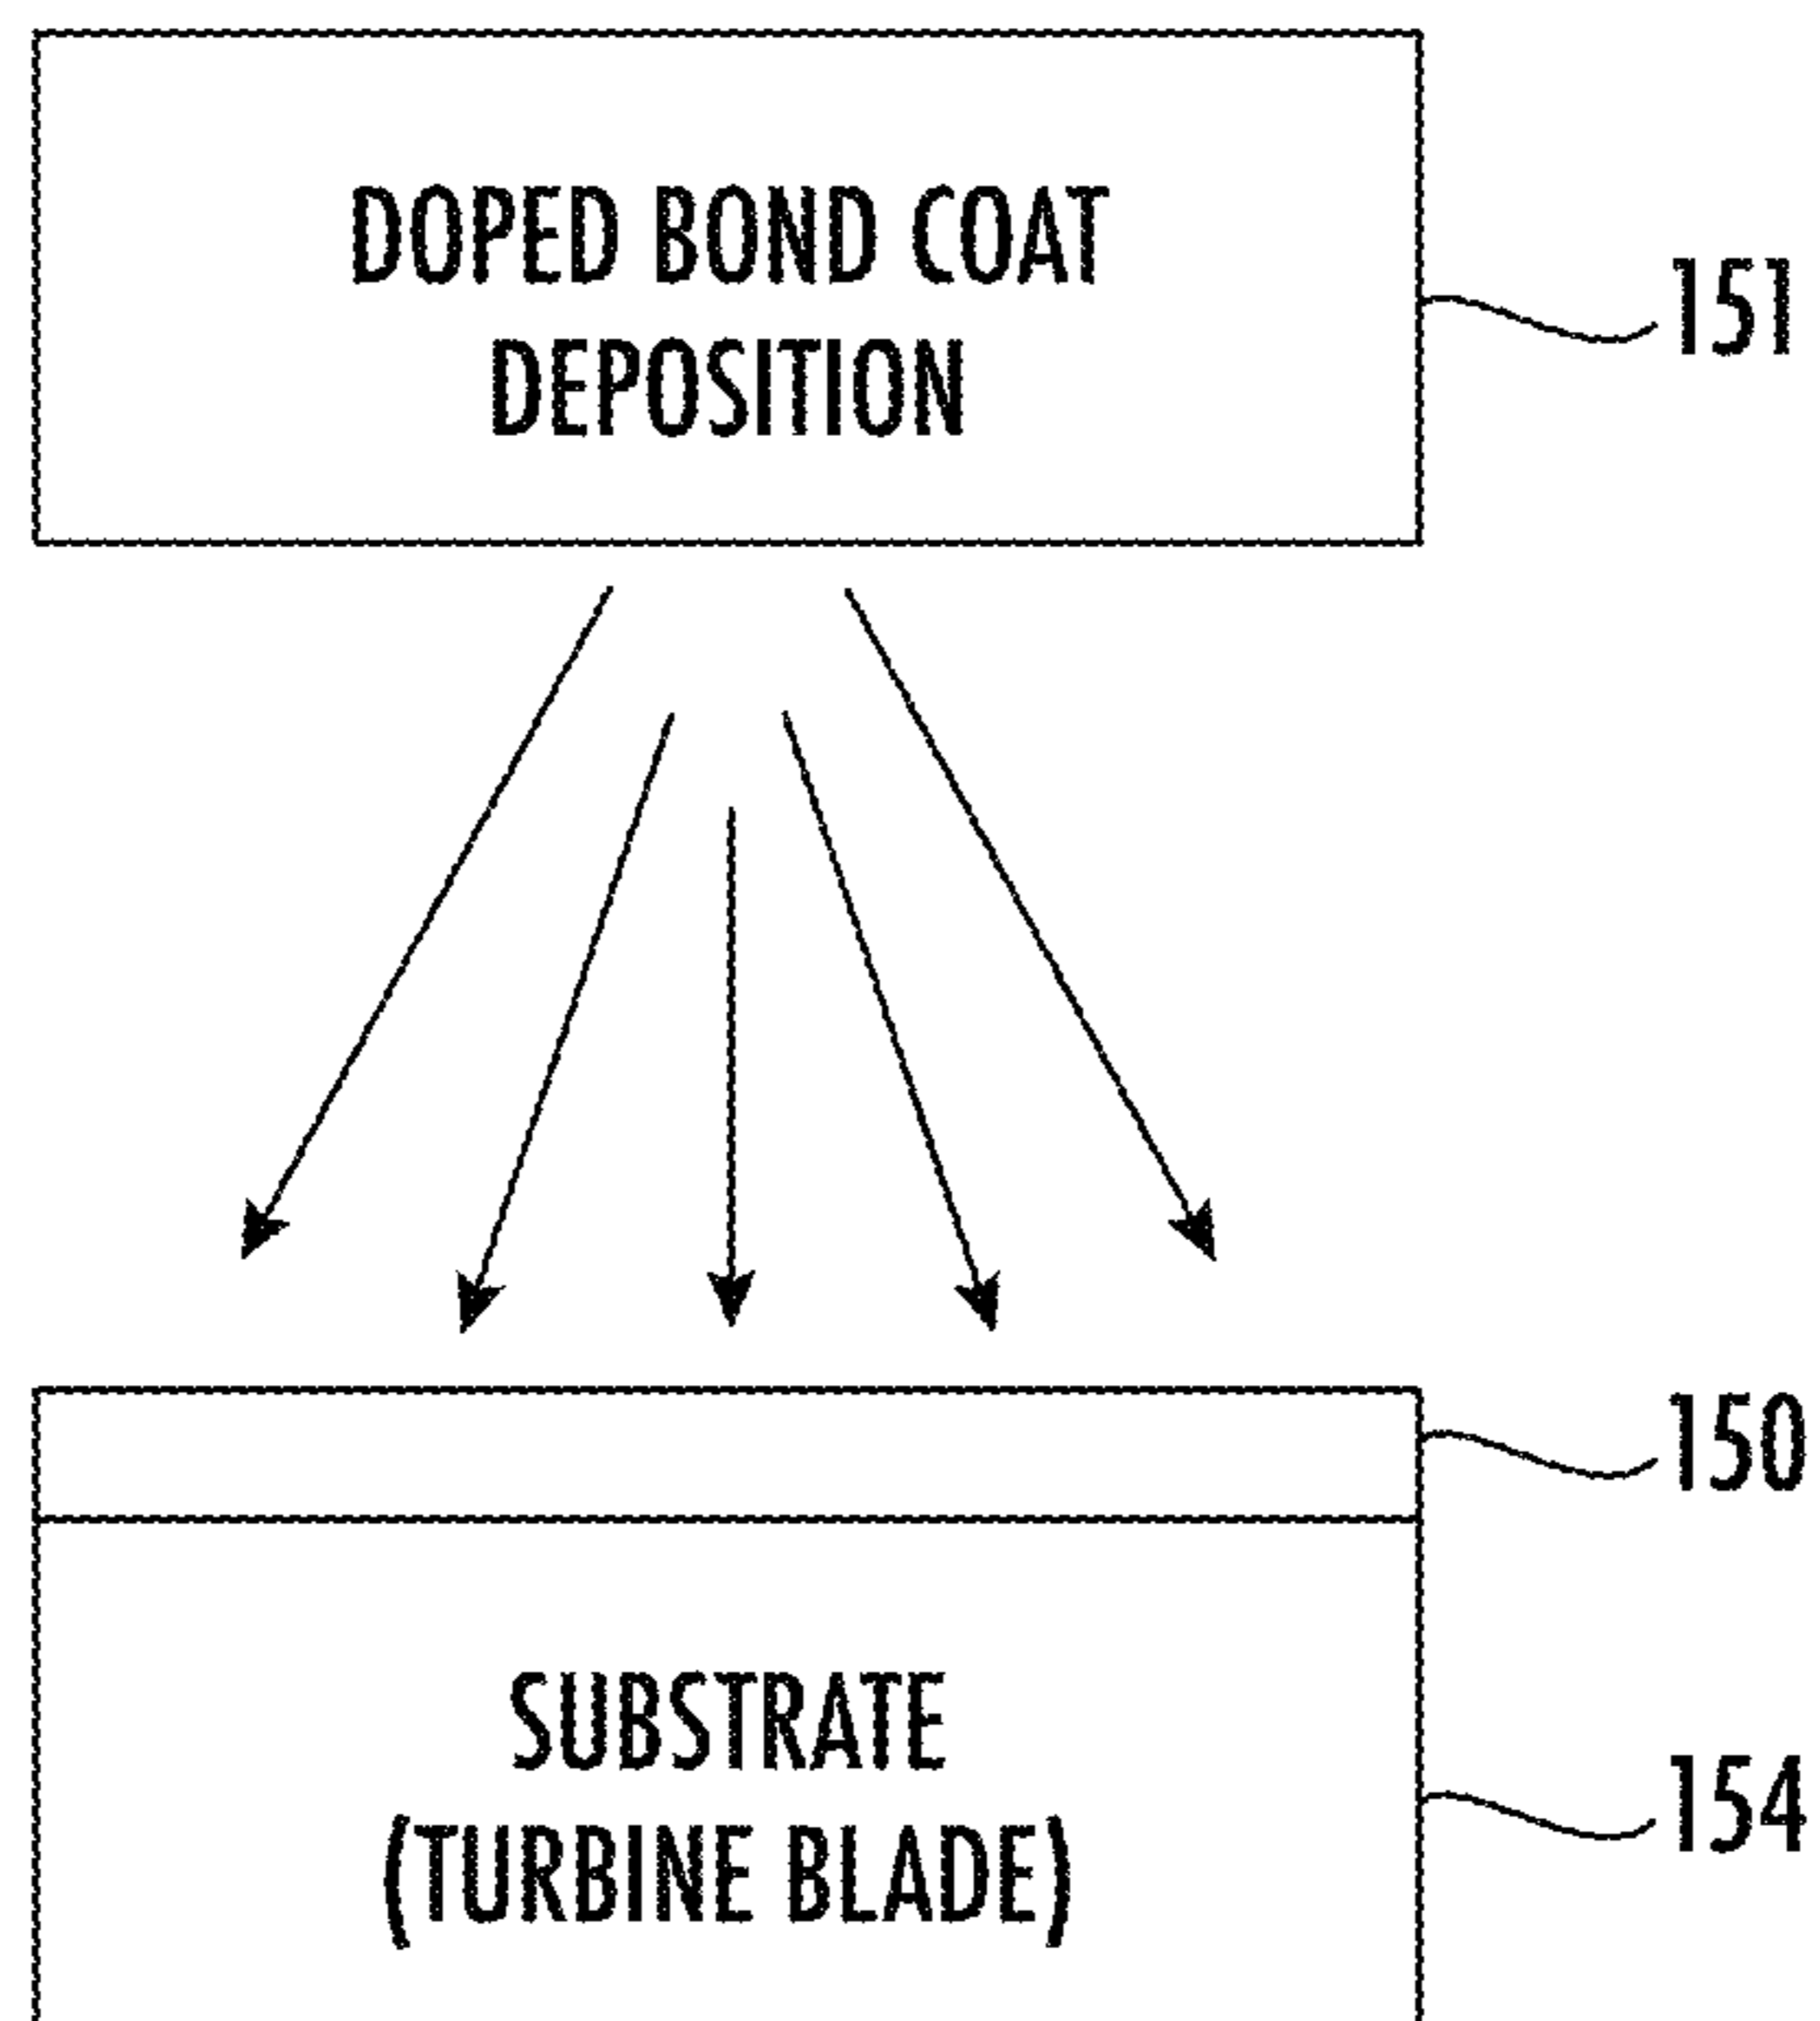 DOPED BOND COAT
DEPOSITION
151
150
SUBSTRATE
154
(TURBINE BLADE)